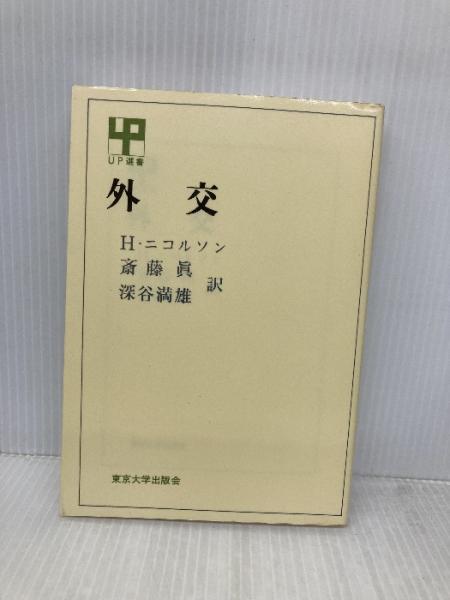 UP
UP選書
外交
H・ニコルソン
斎藤眞
深谷満雄 訳
東京大学出版会